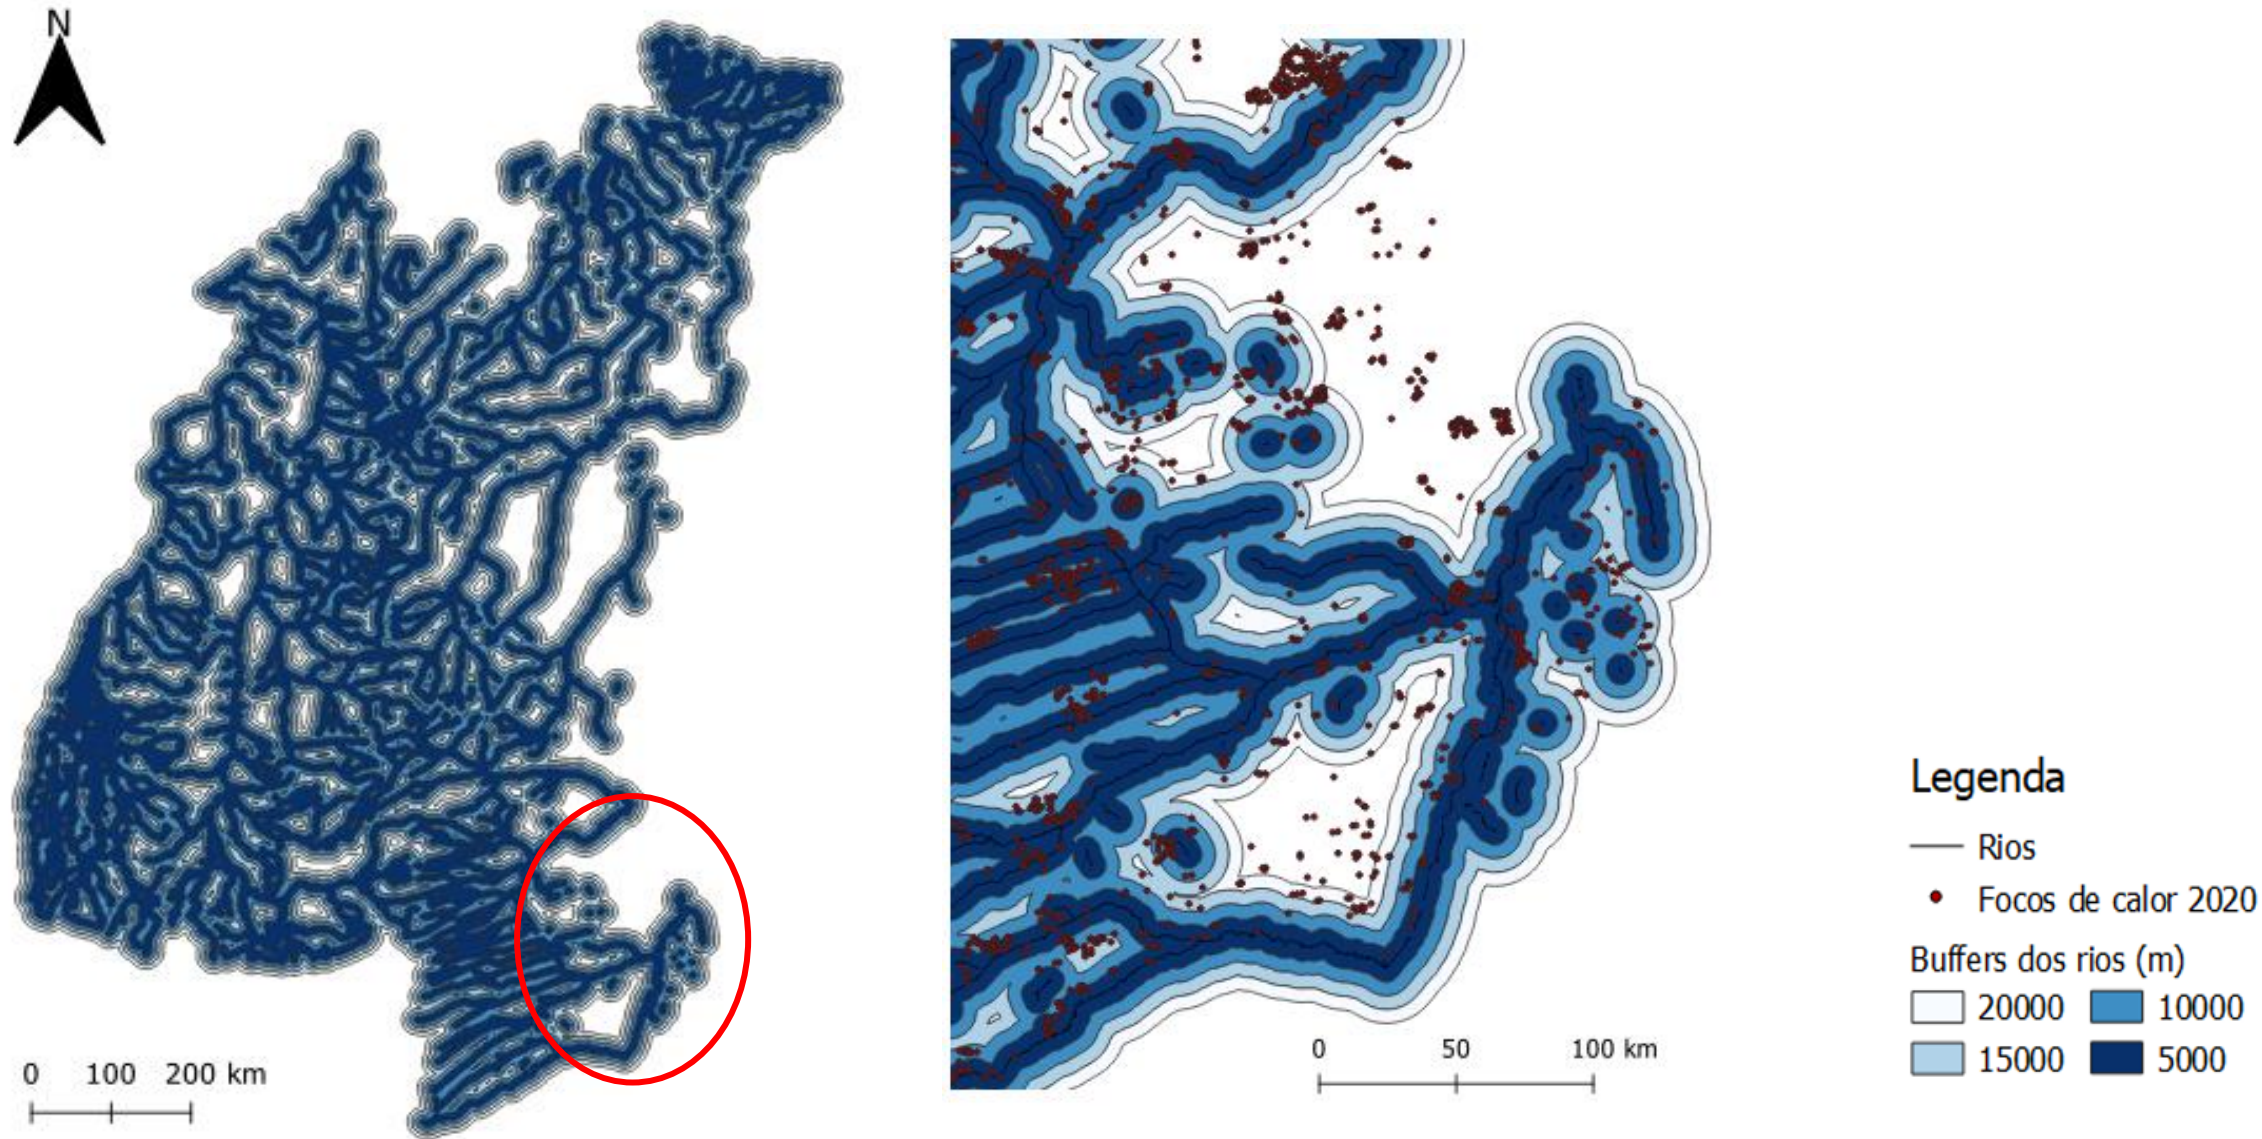 N
0 100 200 km
0 50 100 km
Legenda
Rios
Focos de calor 2020
Buffers dos rios (m)
20000 10000
15000 5000